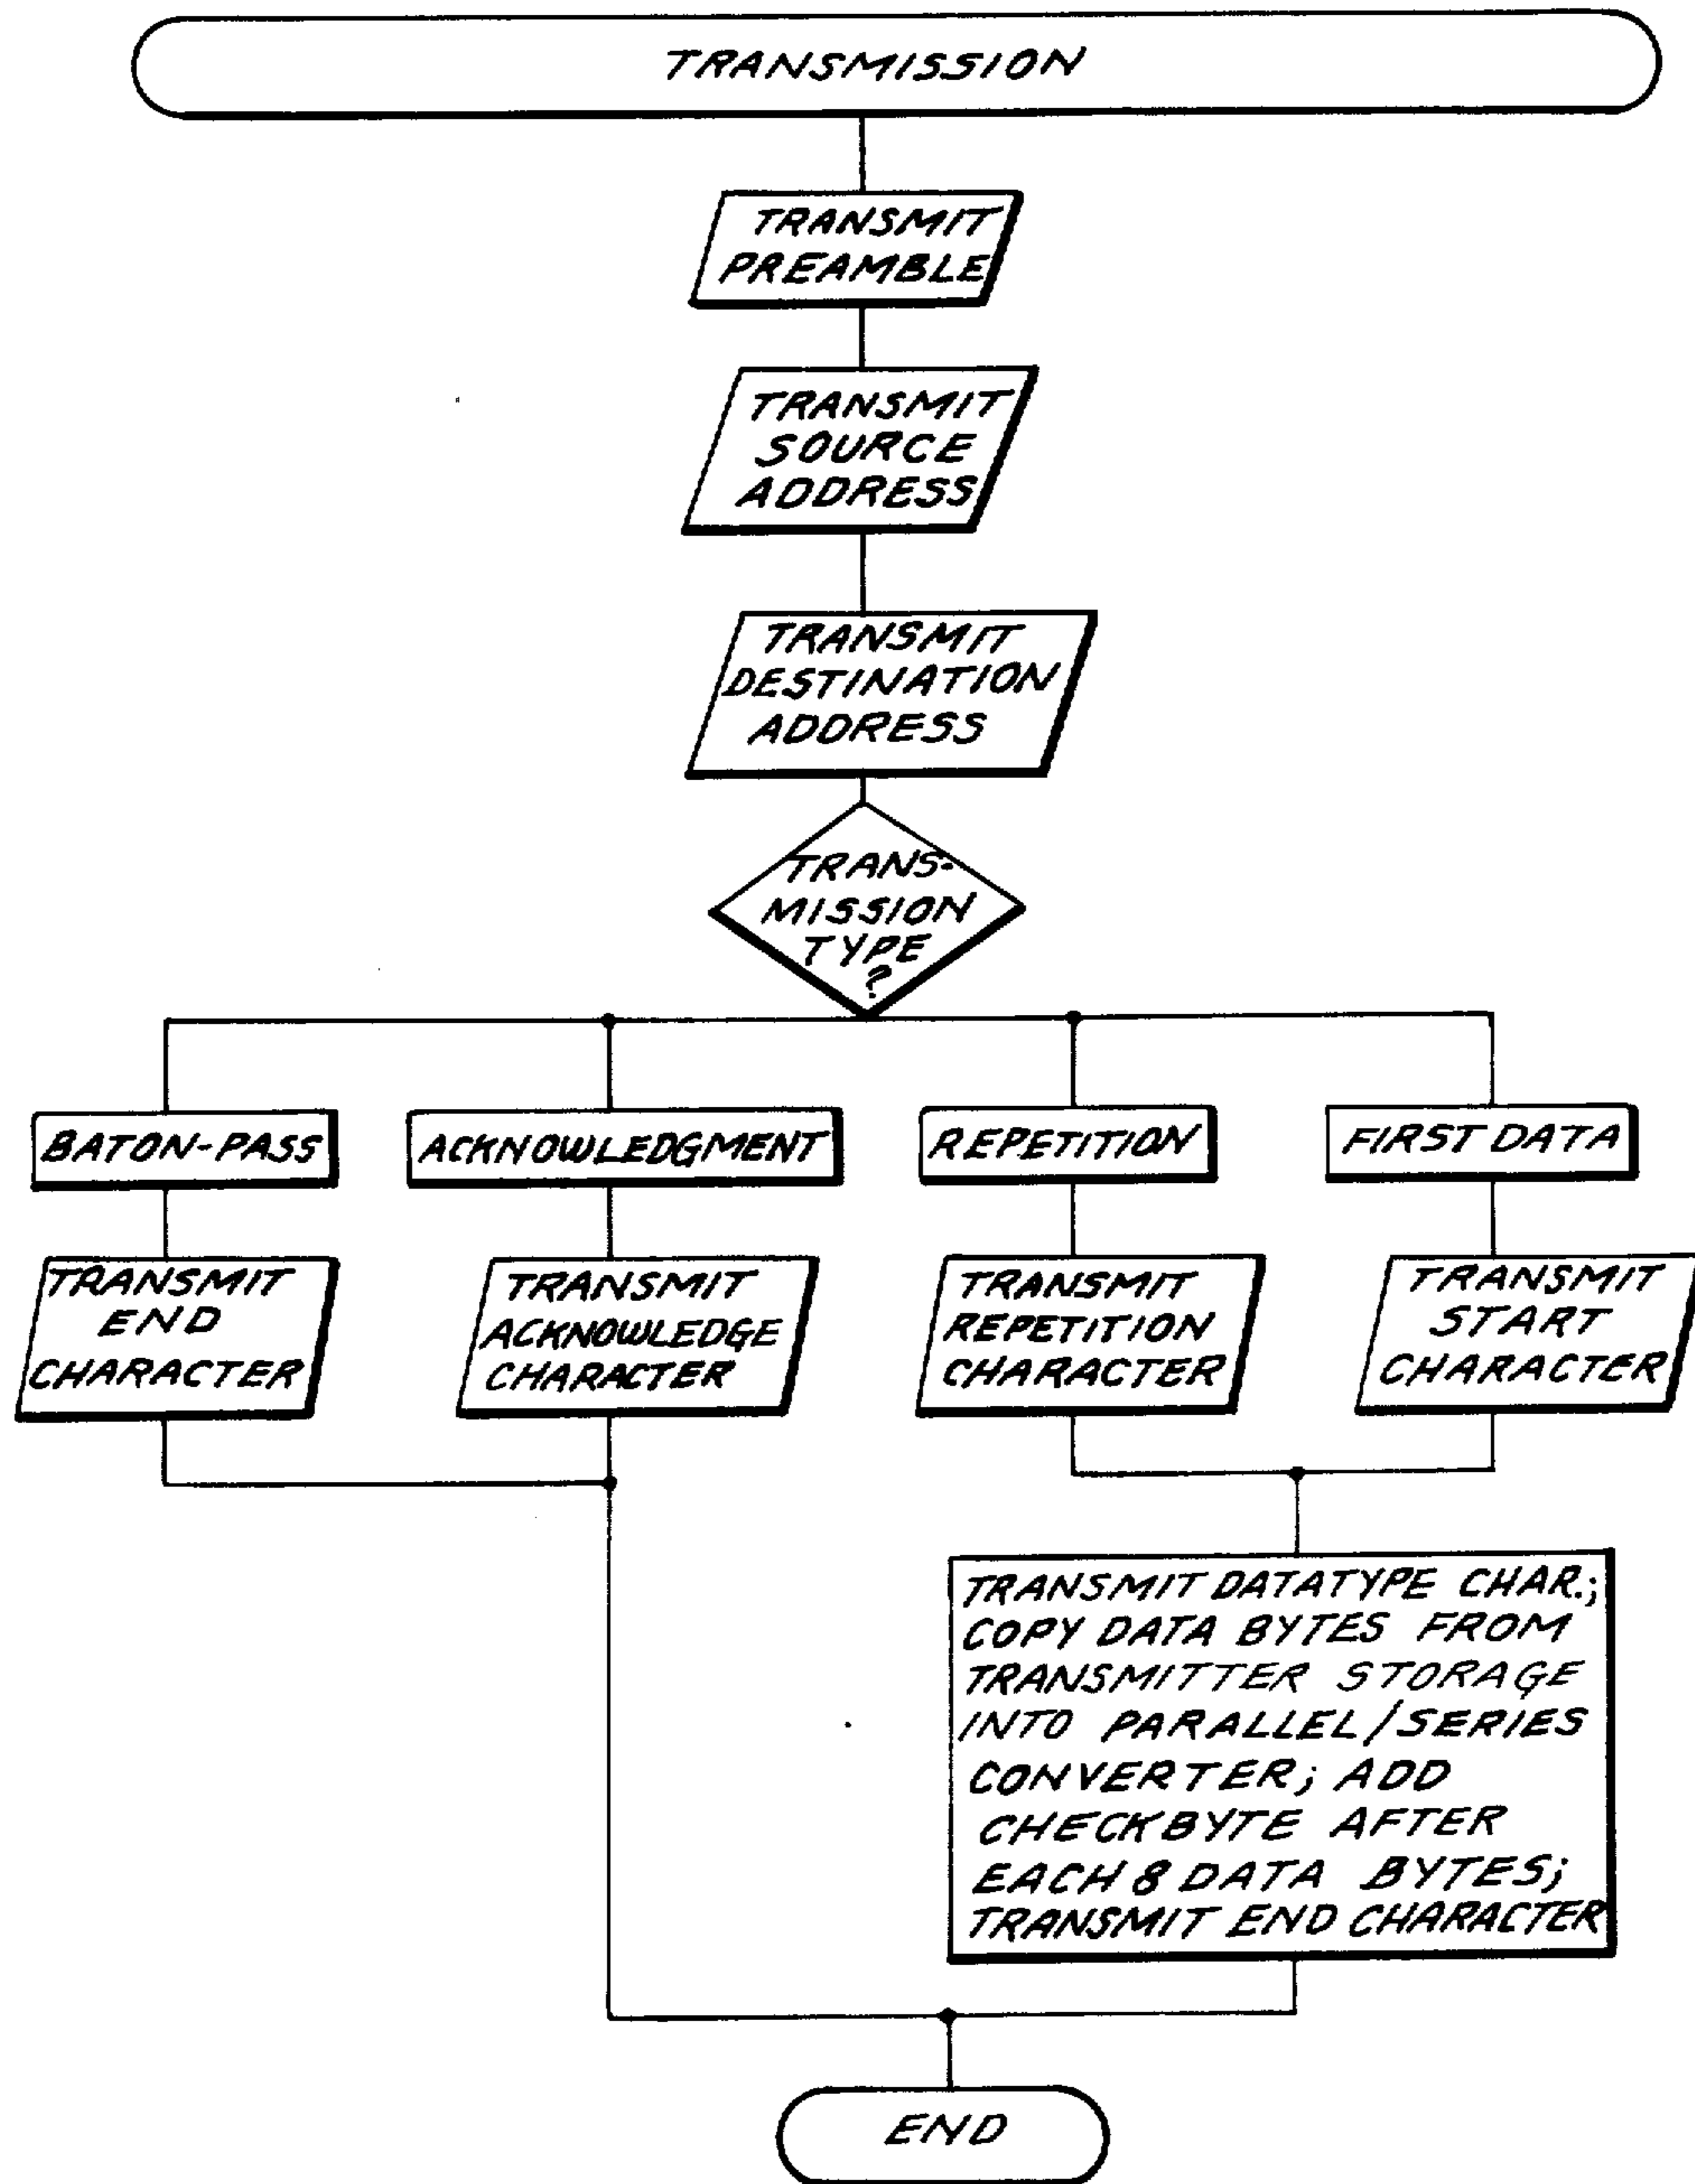 TRANSMISSION
TRANSMIT
PREAMBLE
TRANSMIT
SOURCE
ADDRESS
TRANSMIT
DESTINATION
ADDRESS
TRANS-
MISSION
TYPE
?
BATON-PASS
ACKNOWLEDGMENT
REPETITION
FIRST DATA
TRANSMIT
END
CHARACTER
TRANSMIT
ACKNOWLEDGE
CHARACTER
TRANSMIT
REPETITION
CHARACTER
TRANSMIT
START
CHARACTER
TRANSMIT DATATYPE CHAR.;
COPY DATA BYTES FROM
TRANSMITTER STORAGE
INTO PARALLEL/SERIES
CONVERTER; ADD
CHECKBYTE AFTER
EACH 8 DATA BYTES;
TRANSMIT END CHARACTER
END